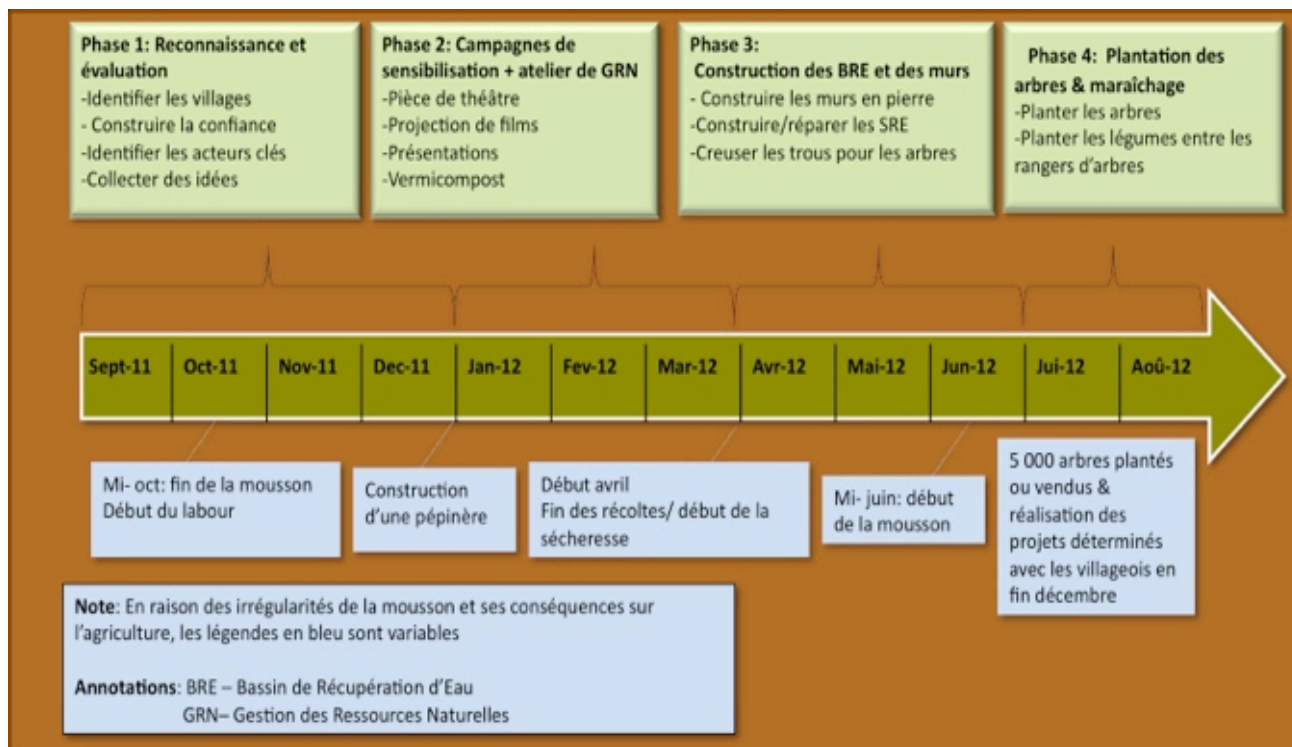 Phase 1: Reconnaissance et
évaluation
-Identifier les villages
- Construire la confiance
-Identifier les acteurs clés
-Collecter des idées
Phase 2: Campagnes de
sensibilisation + atelier de GRN
-Pièce de théâtre
-Projection de films
-Présentations
-Vermicompost
Phase 3:
Construction des BRE et des murs
- Construire les murs en pierre
-Construire/réparer les SRE
-Creuser les trous pour les arbres
Phase 4: Plantation des
arbres & maraîchage
-Planter les arbres
-Planter les légumes entre les
rangers d'arbres
Sept-11 Oct-11 Nov-11 Dec-11 Jan-12 Fev-12 Mar-12 Avr-12 Mai-12 Jun-12 Jui-12 Aoû-12
Mi- oct: fin de la mousson
Début du labour
Construction
d'une pépinère
Début avril
Fin des récoltes/ début de la
sécheresse
Mi- juin: début
de la mousson
5 000 arbres plantés
ou vendus &
réalisation des
projets déterminés
avec les villageois en
fin décembre
Note: En raison des irrégularités de la mousson et ses conséquences sur
l'agriculture, les légendes en bleu sont variables
Annotations: BRE – Bassin de Récupération d'Eau
GRN– Gestion des Ressources Naturelles